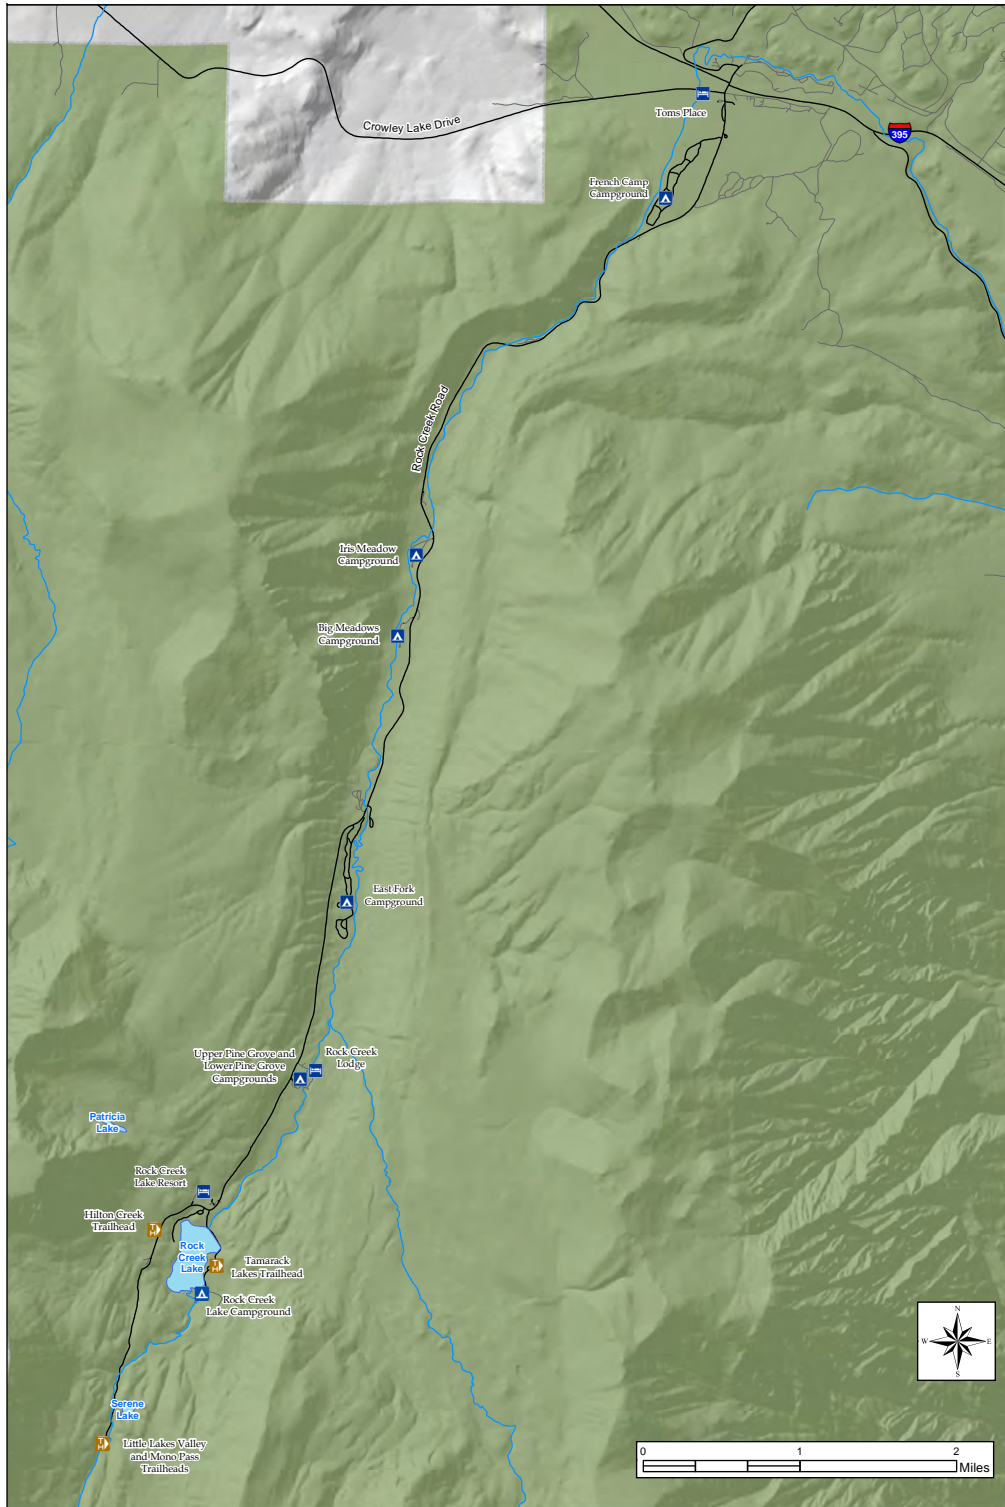 Crowley Lake Drive
Toms Place
395
French Camp
Campground
Rock Creek Road
Iris Meadow
Campground
Big Meadows
Campground
East Fork
Campground
Upper Pine Grove and
Lower Pine Grove
Campgrounds
Rock Creek
Lodge
Patricia
Lake
Rock Creek
Lake Resort
Hilton Creek
Trailhead
TH
Rock
Creek
Lake
TH
Tamarack
Lakes Trailhead
Rock Creek
Lake Campground
N
W
E
S
Serene
Lake
TH
Little Lakes Valley
and Mono Pass
Trailheads
0 1 2
Miles